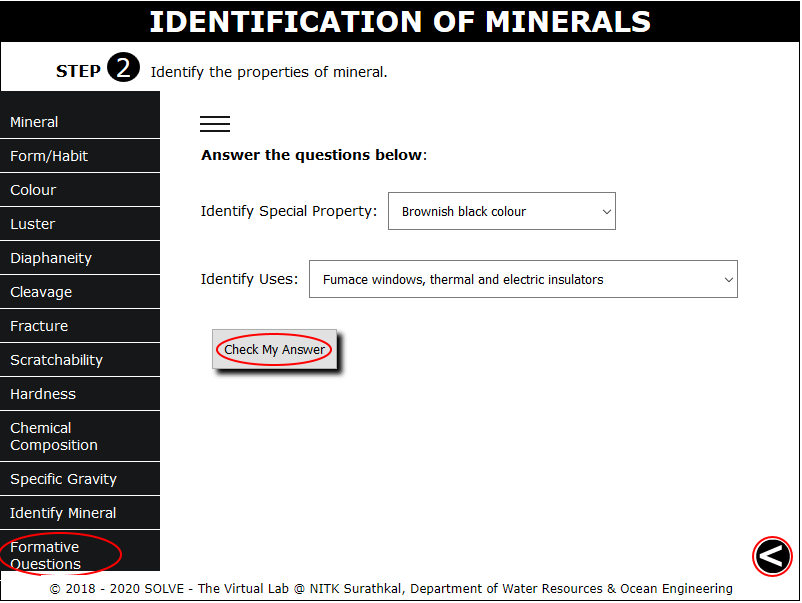 IDENTIFICATION OF MINERALS
STEP 2 Identify the properties of mineral.
Mineral
Form/Habit
Colour
Luster
Diaphaneity
Cleavage
Fracture
Scratchability
Hardness
Chemical
Composition
Specific Gravity
Identify Mineral
Formative
Questions
Answer the questions below:
Identify Special Property: Brownish black colour
Identify Uses: Fumace windows, thermal and electric insulators
Check My Answer
<
© 2018 - 2020 SOLVE - The Virtual Lab @ NITK Surathkal, Department of Water Resources & Ocean Engineering